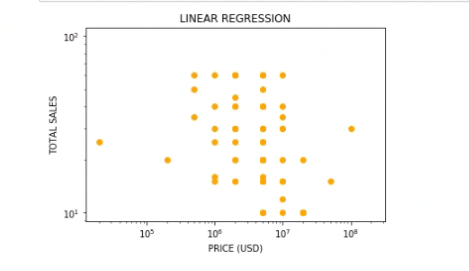 LINEAR REGRESSION
10²
TOTAL SALES
10¹
10⁵ 10⁶ 10⁷ 10⁸
PRICE (USD)